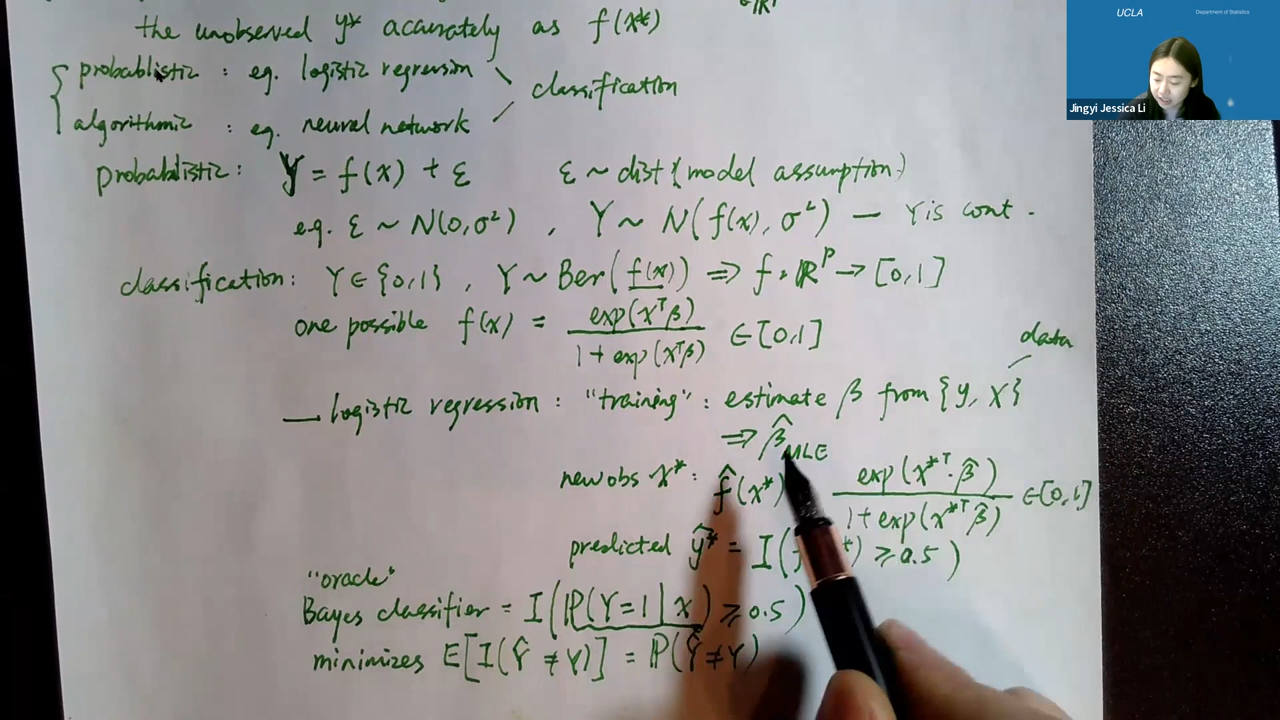 UCLA
Department of Statistics
Jingyi Jessica Li
∈ ℝᵖ
the unobserved y* accurately as f(x*)
probablistic : eg. logistic regression
classification
algorithmic : eg. neural network
probabilistic : Y = f(x) + ε ε ~ dist (model assumption)
e.g. ε ~ N(0, σ²) , Y ~ N(f(x), σ²) — Y is cont.
classification : Y ∈ {0,1} , Y ~ Ber(f(x)) ⇒ f : ℝᵖ → [0,1]
one possible f(x) = exp(xᵀβ) / 1 + exp(xᵀβ) ∈ [0,1]
data
— logistic regression : "training" : estimate β from {y, X}
⇒ β̂ MLE
new obs x* : f̂(x*) exp(x*ᵀ·β̂) / 1 + exp(x*ᵀβ̂) ∈ [0,1]
predicted ŷ* = I( *) ≥ 0.5 )
"oracle"
Bayes classifier = I(ℙ(Y=1|x) ≥ 0.5)
minimizes E[I(Ŷ ≠ Y)] = ℙ(Ŷ ≠ Y)